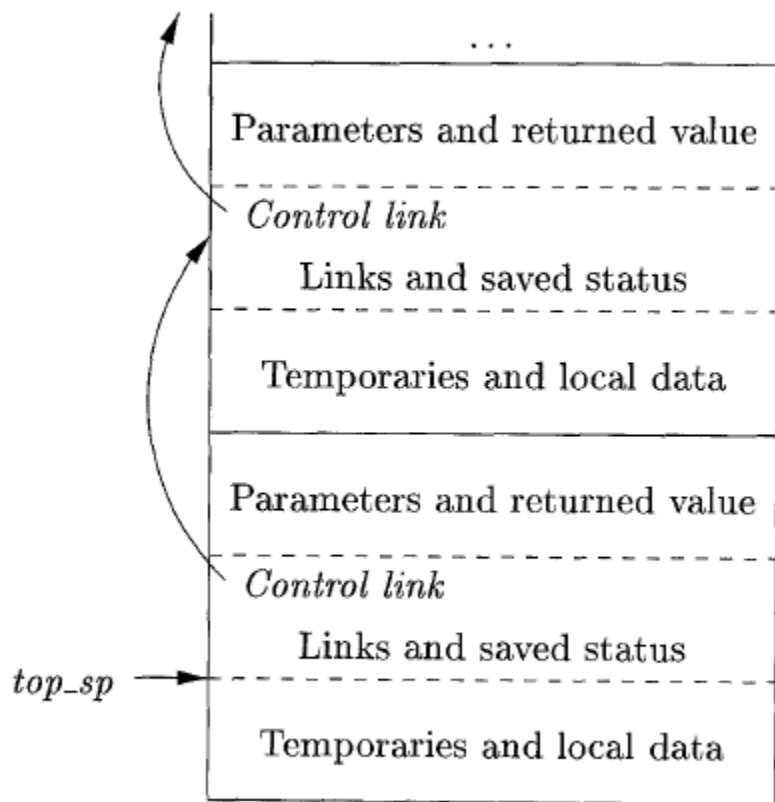 ...
Parameters and returned value
Control link
Links and saved status
Temporaries and local data
Parameters and returned value
Control link
Links and saved status
top_sp
Temporaries and local data